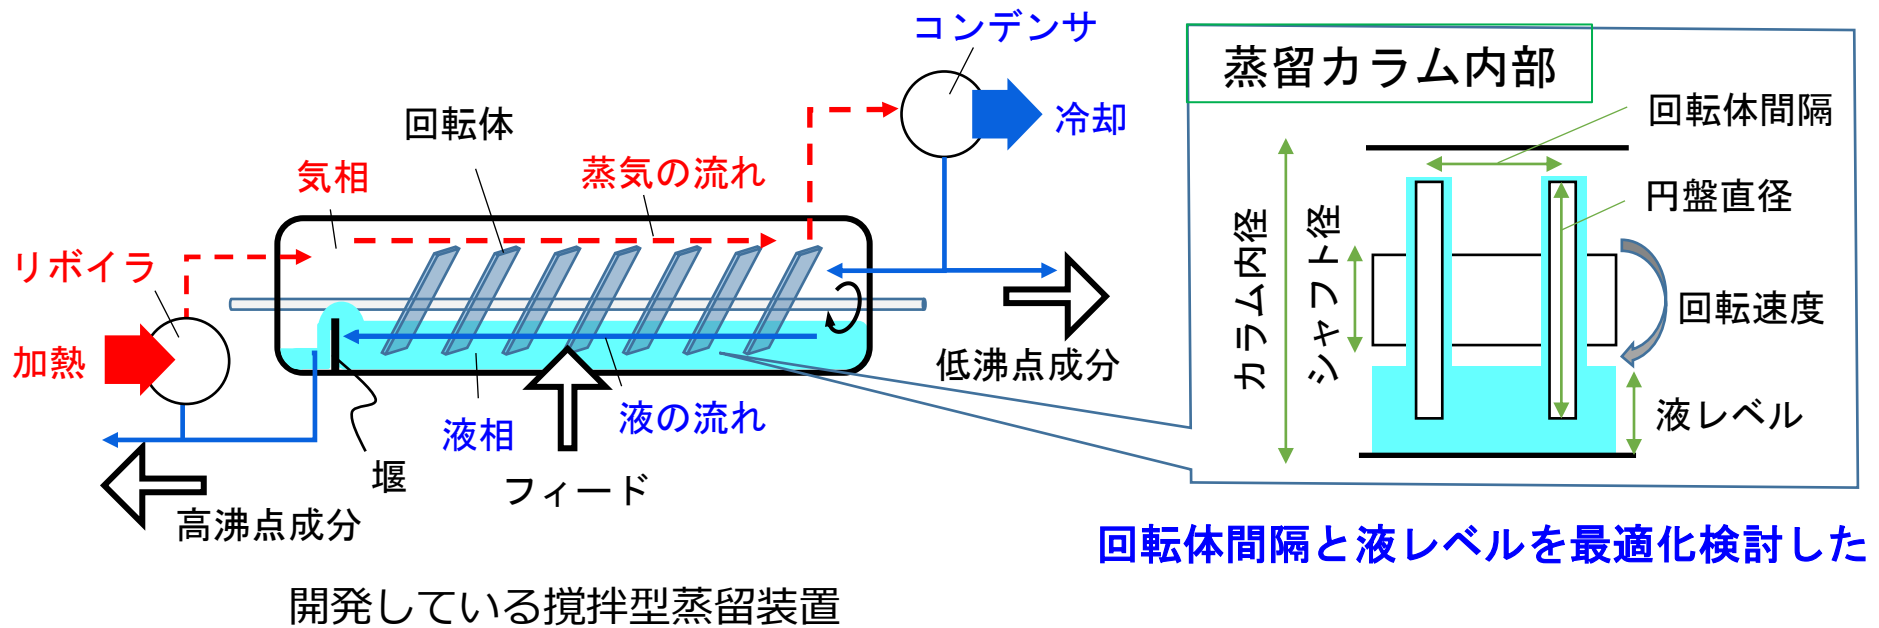 コンデンサ
冷却
回転体
気相
蒸気の流れ
リボイラ
加熱
低沸点成分
液相
液の流れ
堰
フィード
高沸点成分
開発している撹拌型蒸留装置
蒸留カラム内部
回転体間隔
円盤直径
カラム内径
シャフト径
回転速度
液レベル
回転体間隔と液レベルを最適化検討した